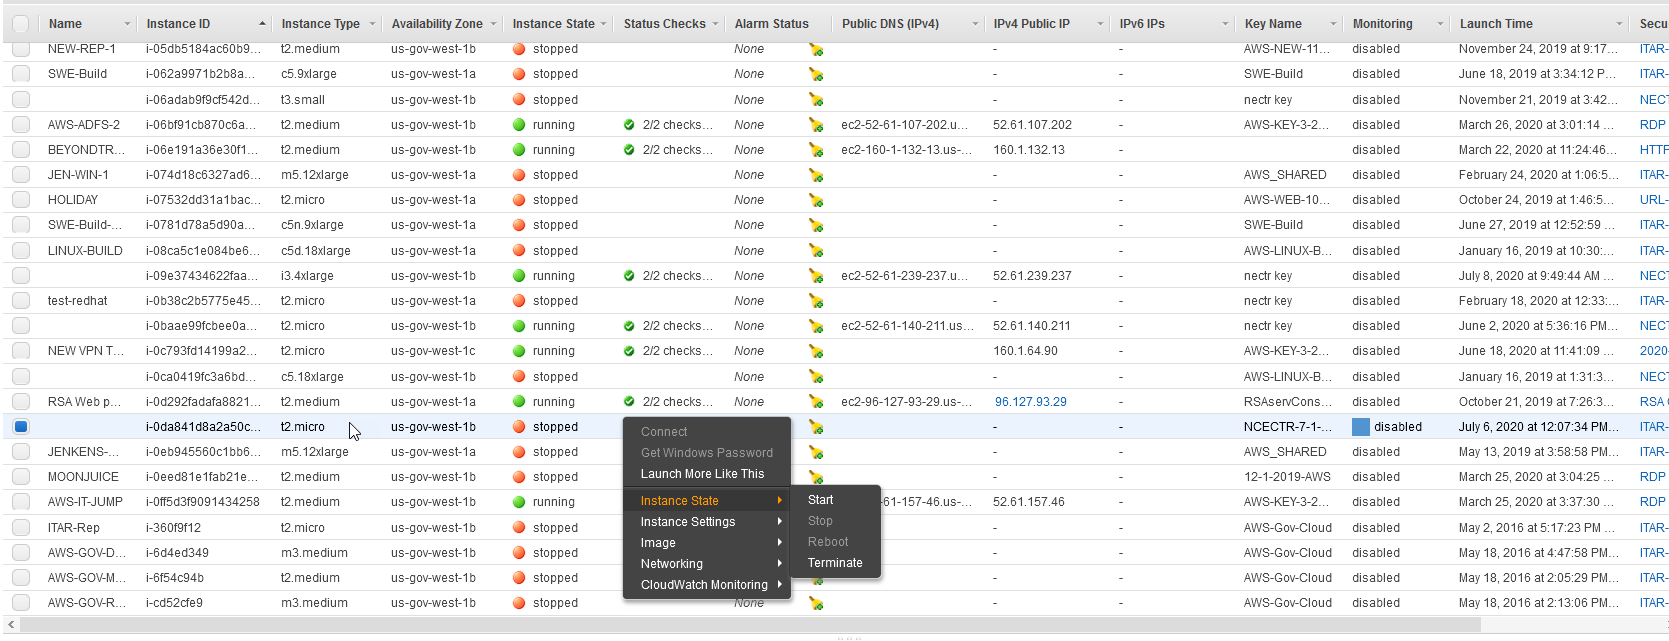 Name Instance ID Instance Type Availability Zone Instance State Status Checks Alarm Status Public DNS (IPv4) IPv4 Public IP IPv6 IPs Key Name Monitoring Launch Time Secu
NEW-REP-1 i-05db5184ac60b9... t2.medium us-gov-west-1b stopped None - - AWS-NEW-11... disabled November 24, 2019 at 9:17... ITAR-
SWE-Build i-062a9971b2b8a... c5.9xlarge us-gov-west-1a stopped None - - SWE-Build disabled June 18, 2019 at 3:34:12 P... ITAR-
i-06adab9f9cf542d... t3.small us-gov-west-1b stopped None - - nectr key disabled November 21, 2019 at 3:42... NECT
AWS-ADFS-2 i-06bf91cb870c6a... t2.medium us-gov-west-1b running 2/2 checks... None ec2-52-61-107-202.u... 52.61.107.202 - AWS-KEY-3-2... disabled March 26, 2020 at 3:01:14 ... RDP
BEYONDTR... i-06e191a36e30f1... t2.medium us-gov-west-1b running 2/2 checks... None ec2-160-1-132-13.us-... 160.1.132.13 - disabled March 22, 2020 at 11:24:46... HTTF
JEN-WIN-1 i-074d18c6327ad6... m5.12xlarge us-gov-west-1a stopped None - - AWS_SHARED disabled February 24, 2020 at 1:06:5... ITAR-
HOLIDAY i-07532dd31a1bac... t2.medium us-gov-west-1a stopped None - - AWS-WEB-10... disabled October 24, 2019 at 1:46:5... URL-
SWE-Build-... i-0781d78a5d90a... c5n.9xlarge us-gov-west-1a stopped None - - SWE-Build disabled June 27, 2019 at 12:52:59 ... ITAR-
LINUX-BUILD i-08ca5c1e084be6... c5d.18xlarge us-gov-west-1a stopped None - - AWS-LINUX-B... disabled January 16, 2019 at 10:30:... ITAR-
i-09e37434622faa... i3.4xlarge us-gov-west-1b running 2/2 checks... None ec2-52-61-239-237.u... 52.61.239.237 - nectr key disabled July 8, 2020 at 9:49:44 AM ... NECT
test-redhat i-0b38c2b5775e45... t2.micro us-gov-west-1a stopped None - - nectr key disabled February 18, 2020 at 12:33:... ITAR-
i-0baae99fcbee0a... t2.micro us-gov-west-1b running 2/2 checks... None ec2-52-61-140-211.us... 52.61.140.211 - nectr key disabled June 2, 2020 at 5:36:16 PM... NECT
NEW VPN T... i-0c793fd14199a2... t2.micro us-gov-west-1c running 2/2 checks... None 160.1.64.90 - AWS-KEY-3-2... disabled June 18, 2020 at 11:41:09 ... 2020-
i-0ca0419fc3a6bd... c5.18xlarge us-gov-west-1b stopped None - - AWS-LINUX-B... disabled January 16, 2019 at 1:31:3... NECT
RSA Web p... i-0d292fadafa8821... t2.medium us-gov-west-1a running 2/2 checks... None ec2-96-127-93-29.us-... 96.127.93.29 - RSAservCons... disabled October 21, 2019 at 7:26:3... RSA
i-0da841d8a2a50c... t2.micro us-gov-west-1b stopped - - NCECTR-7-1-... disabled July 6, 2020 at 12:07:34 PM... ITAR-
Connect
JENKENS-... i-0eb945560c1bb6... m5.12xlarge us-gov-west-1a stopped - - AWS_SHARED disabled May 13, 2019 at 3:58:58 PM... ITAR-
Get Windows Password
MOONJUICE i-0eed81e1fab21e... t2.medium us-gov-west-1b stopped - - 12-1-2019-AWS disabled March 25, 2020 at 3:04:25 ... RDP
Launch More Like This
AWS-IT-JUMP i-0ff5d3f9091434258 t2.medium us-gov-west-1b running -61-157-46.us-... 52.61.157.46 - AWS-KEY-3-2... disabled March 25, 2020 at 3:37:30 ... RDP
Instance State Start
Instance Settings Stop
ITAR-Rep i-360f9f12 t2.micro us-gov-west-1a stopped - - AWS-Gov-Cloud disabled May 2, 2016 at 5:17:23 PM ... ITAR-
Image Reboot
AWS-GOV-D... i-6d4ed349 m3.medium us-gov-west-1b stopped - - AWS-Gov-Cloud disabled May 18, 2016 at 4:47:58 PM... ITAR-
Networking Terminate
AWS-GOV-M... i-6f54c94b t2.medium us-gov-west-1b stopped - - AWS-Gov-Cloud disabled May 18, 2016 at 2:05:29 PM... ITAR-
CloudWatch Monitoring
AWS-GOV-R... i-cd52cfe9 m3.medium us-gov-west-1b stopped None - - AWS-Gov-Cloud disabled May 18, 2016 at 2:13:06 PM... ITAR-